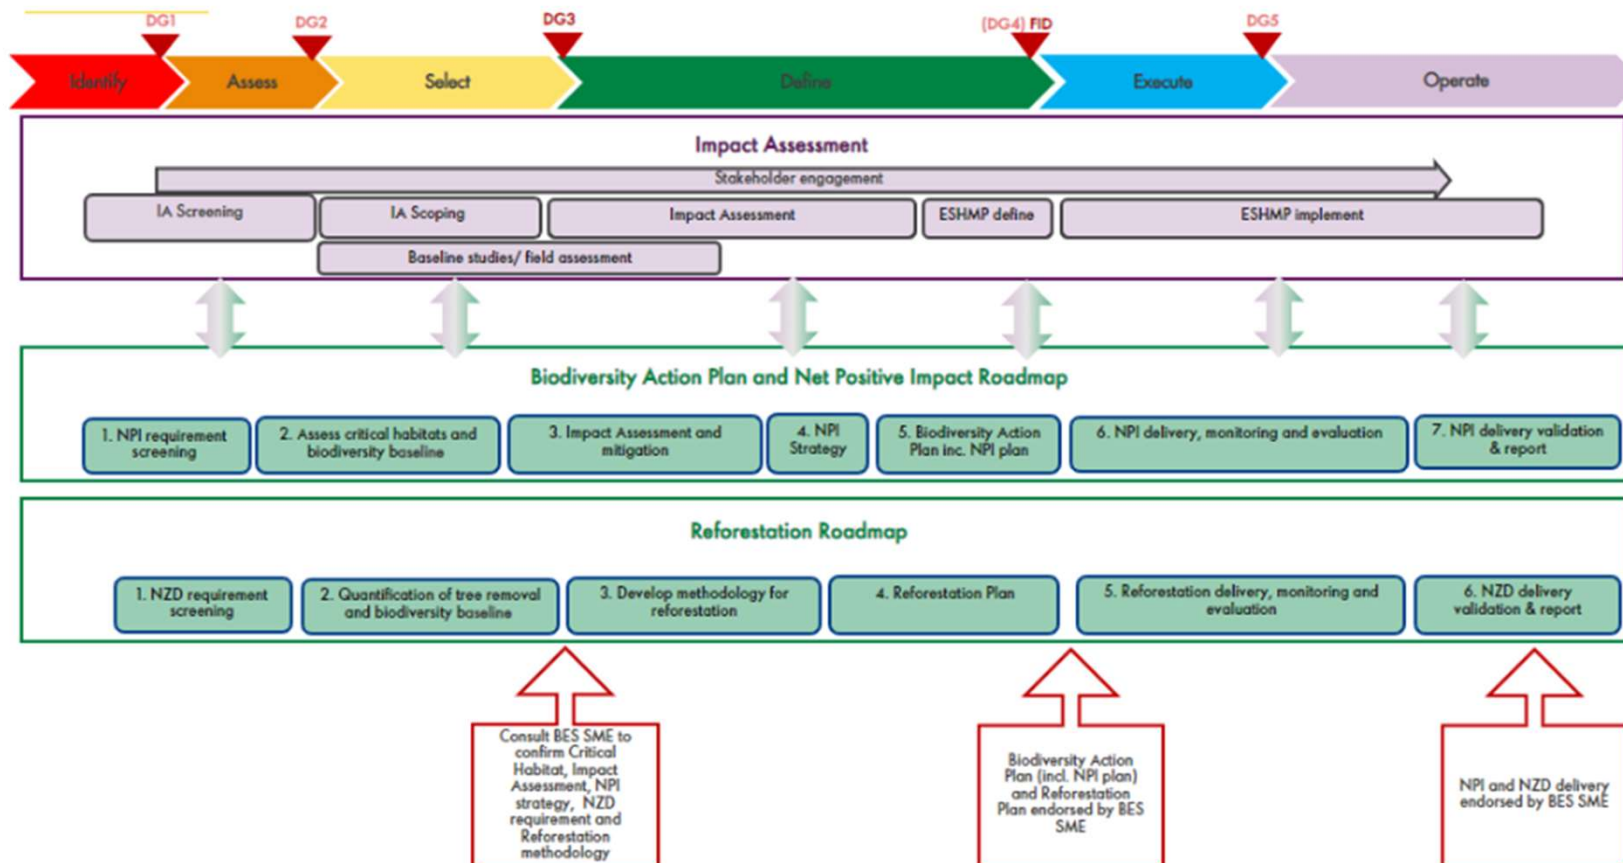 DG1
DG2
DG3
(DG4) FID
DG5
Identify
Assess
Select
Define
Execute
Operate
Impact Assessment
Stakeholder engagement
IA Screening
IA Scoping
Impact Assessment
ESHMP define
ESHMP implement
Baseline studies/ field assessment
Biodiversity Action Plan and Net Positive Impact Roadmap
1. NPI requirement
screening
2. Assess critical habitats and
biodiversity baseline
3. Impact Assessment and
mitigation
4. NPI
Strategy
5. Biodiversity Action
Plan inc. NPI plan
6. NPI delivery, monitoring and evaluation
7. NPI delivery validation
& report
Reforestation Roadmap
1. NZD requirement
screening
2. Quantification of tree removal
and biodiversity baseline
3. Develop methodology for
reforestation
4. Reforestation Plan
5. Reforestation delivery, monitoring and
evaluation
6. NZD delivery
validation & report
Consult BES SME to
confirm Critical
Habitat, Impact
Assessment, NPI
strategy, NZD
requirement and
Reforestation
methodology
Biodiversity Action
Plan (incl. NPI plan)
and Reforestation
Plan endorsed by BES
SME
NPI and NZD delivery
endorsed by BES SME